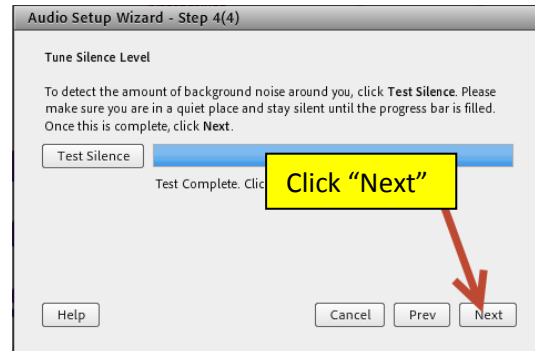 Audio Setup Wizard - Step 4(4)
Tune Silence Level
To detect the amount of background noise around you, click Test Silence. Please
make sure you are in a quiet place and stay silent until the progress bar is filled.
Once this is complete, click Next.
Test Silence
Test Complete. Clic
Click “Next”
Help
Cancel
Prev
Next